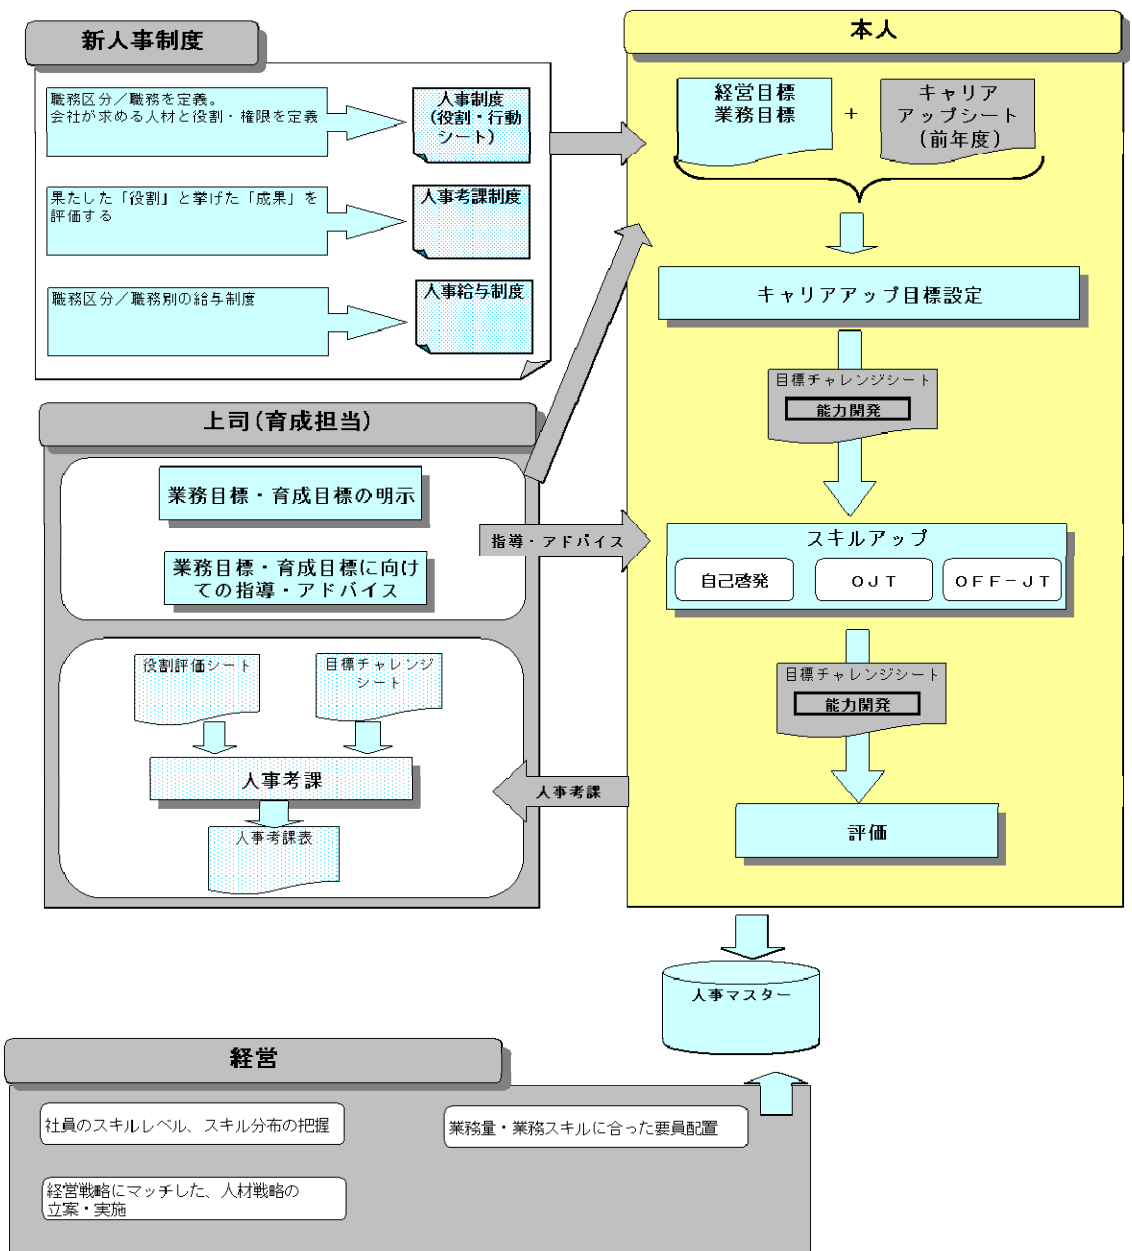 新人事制度
職務区分／職務を定義。
会社が求める人材と役割・権限を定義
人事制度
（役割・行動
シート）
果たした「役割」と挙げた「成果」を
評価する
人事考課制度
職務区分／職務別の給与制度
人事給与制度
本人
経営目標
業務目標
＋
キャリア
アップシート
（前年度）
キャリアアップ目標設定
目標チャレンジシート
能力開発
スキルアップ
自己啓発
ＯＪＴ
ＯＦＦ－ＪＴ
目標チャレンジシート
能力開発
評価
上司（育成担当）
業務目標・育成目標の明示
業務目標・育成目標に向け
ての指導・アドバイス
指導・アドバイス
役割評価シート
目標チャレンジ
シート
人事考課
人事考課表
人事考課
人事マスター
経営
社員のスキルレベル、スキル分布の把握
業務量・業務スキルに合った要員配置
経営戦略にマッチした、人材戦略の
立案・実施